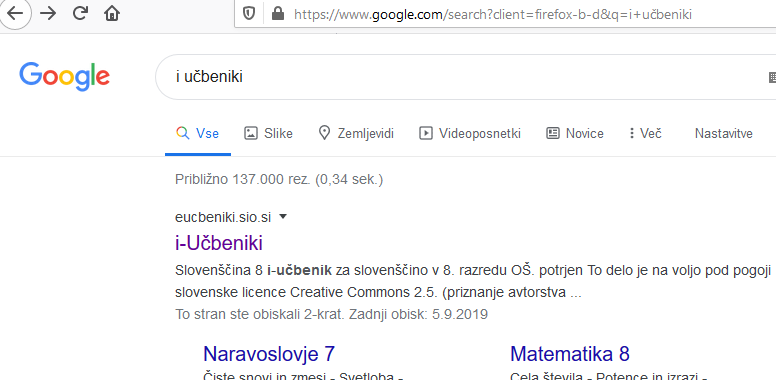 https://www.google.com/search?client=firefox-b-d&q=i+učbeniki
Google
i učbeniki
Vse Slike Zemljevidi Videoposnetki Novice Več Nastavitve
Približno 137.000 rez. (0,34 sek.)
eucbeniki.sio.si
i-Učbeniki
Slovenščina 8 i-učbenik za slovenščino v 8. razredu OŠ. potrjen To delo je na voljo pod pogoji
slovenske licence Creative Commons 2.5. (priznanje avtorstva ...
To stran ste obiskali 2-krat. Zadnji obisk: 5.9.2019
Naravoslovje 7 Matematika 8
Čiste snovi in zmesi - Svetloba - Cela števila - Potence in izrazi -